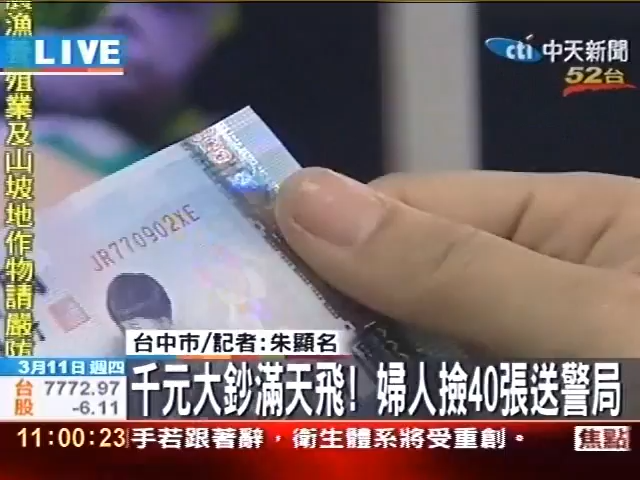 LIVE
cti 中天新聞
52台
殖業及山坡地作物請嚴防
JR770902XE
台中市/記者:朱顯名
千元大鈔滿天飛! 婦人撿40張送警局
3月11日 週四
台股
7772.97
-6.11
11:00:23
手若跟著辭,衛生體系將受重創。
焦點